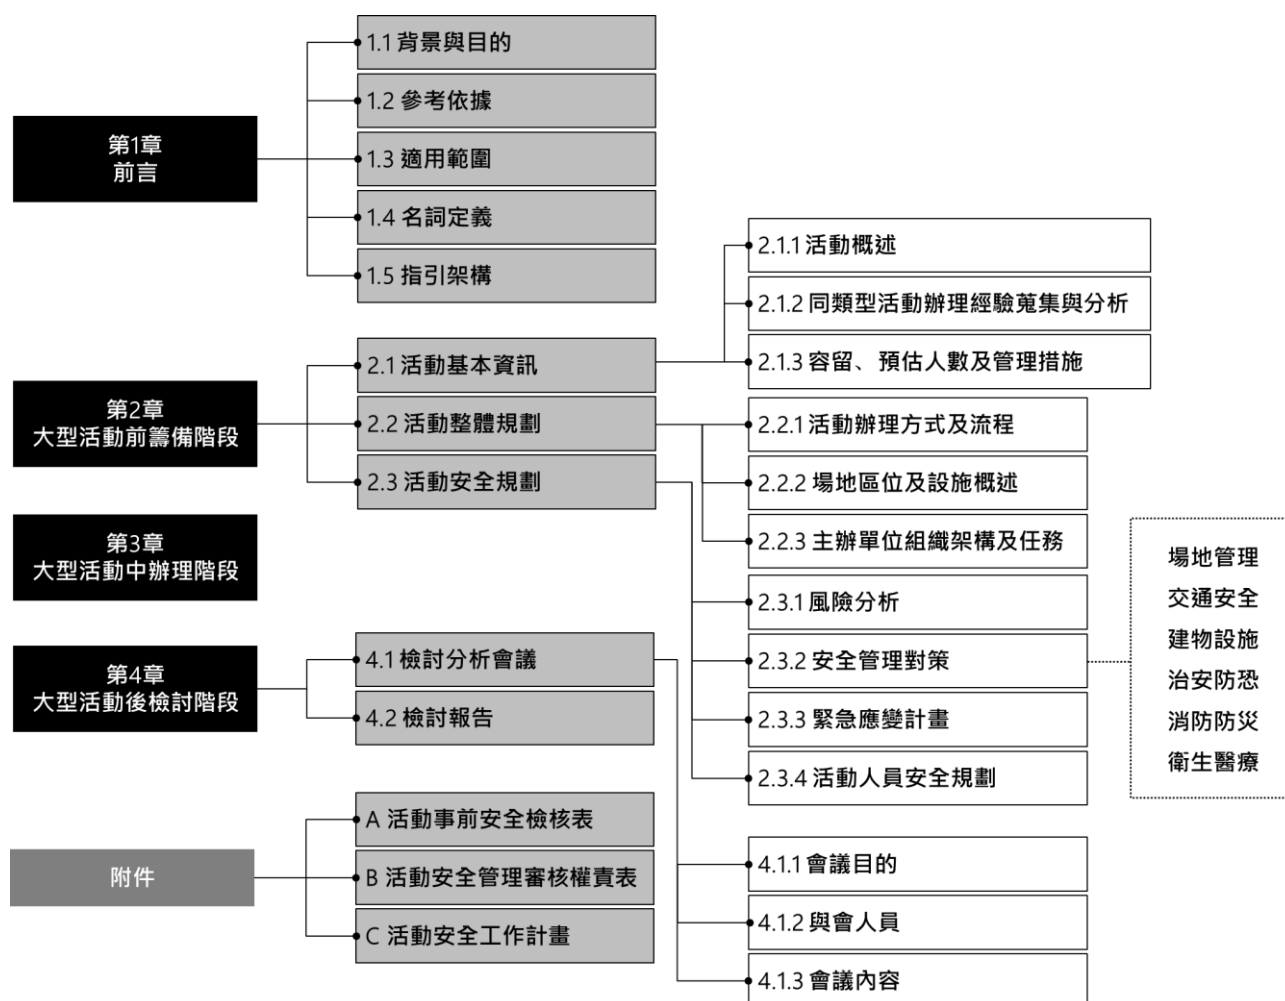 第1章
前言
1.1 背景與目的
1.2 參考依據
1.3 適用範圍
1.4 名詞定義
1.5 指引架構
第2章
大型活動前籌備階段
2.1 活動基本資訊
2.1.1 活動概述
2.1.2 同類型活動辦理經驗蒐集與分析
2.1.3 容留、預估人數及管理措施
2.2 活動整體規劃
2.2.1 活動辦理方式及流程
2.2.2 場地區位及設施概述
2.2.3 主辦單位組織架構及任務
2.3 活動安全規劃
2.3.1 風險分析
2.3.2 安全管理對策
場地管理
交通安全
建物設施
治安防恐
消防防災
衛生醫療
2.3.3 緊急應變計畫
2.3.4 活動人員安全規劃
第3章
大型活動中辦理階段
第4章
大型活動後檢討階段
4.1 檢討分析會議
4.1.1 會議目的
4.1.2 與會人員
4.1.3 會議內容
4.2 檢討報告
附件
A 活動事前安全檢核表
B 活動安全管理審核權責表
C 活動安全工作計畫